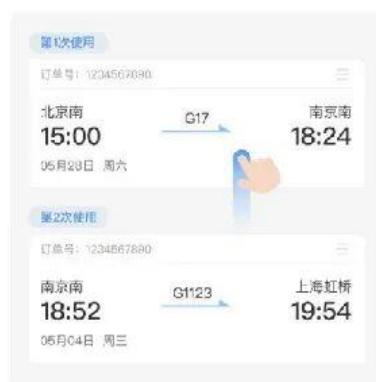 第1次使用
订单号：1234567890
北京南
G17
南京南
15:00
18:24
05月28日 周六
第2次使用
订单号：1234567890
南京南
G1123
上海虹桥
18:52
19:54
05月04日 周三